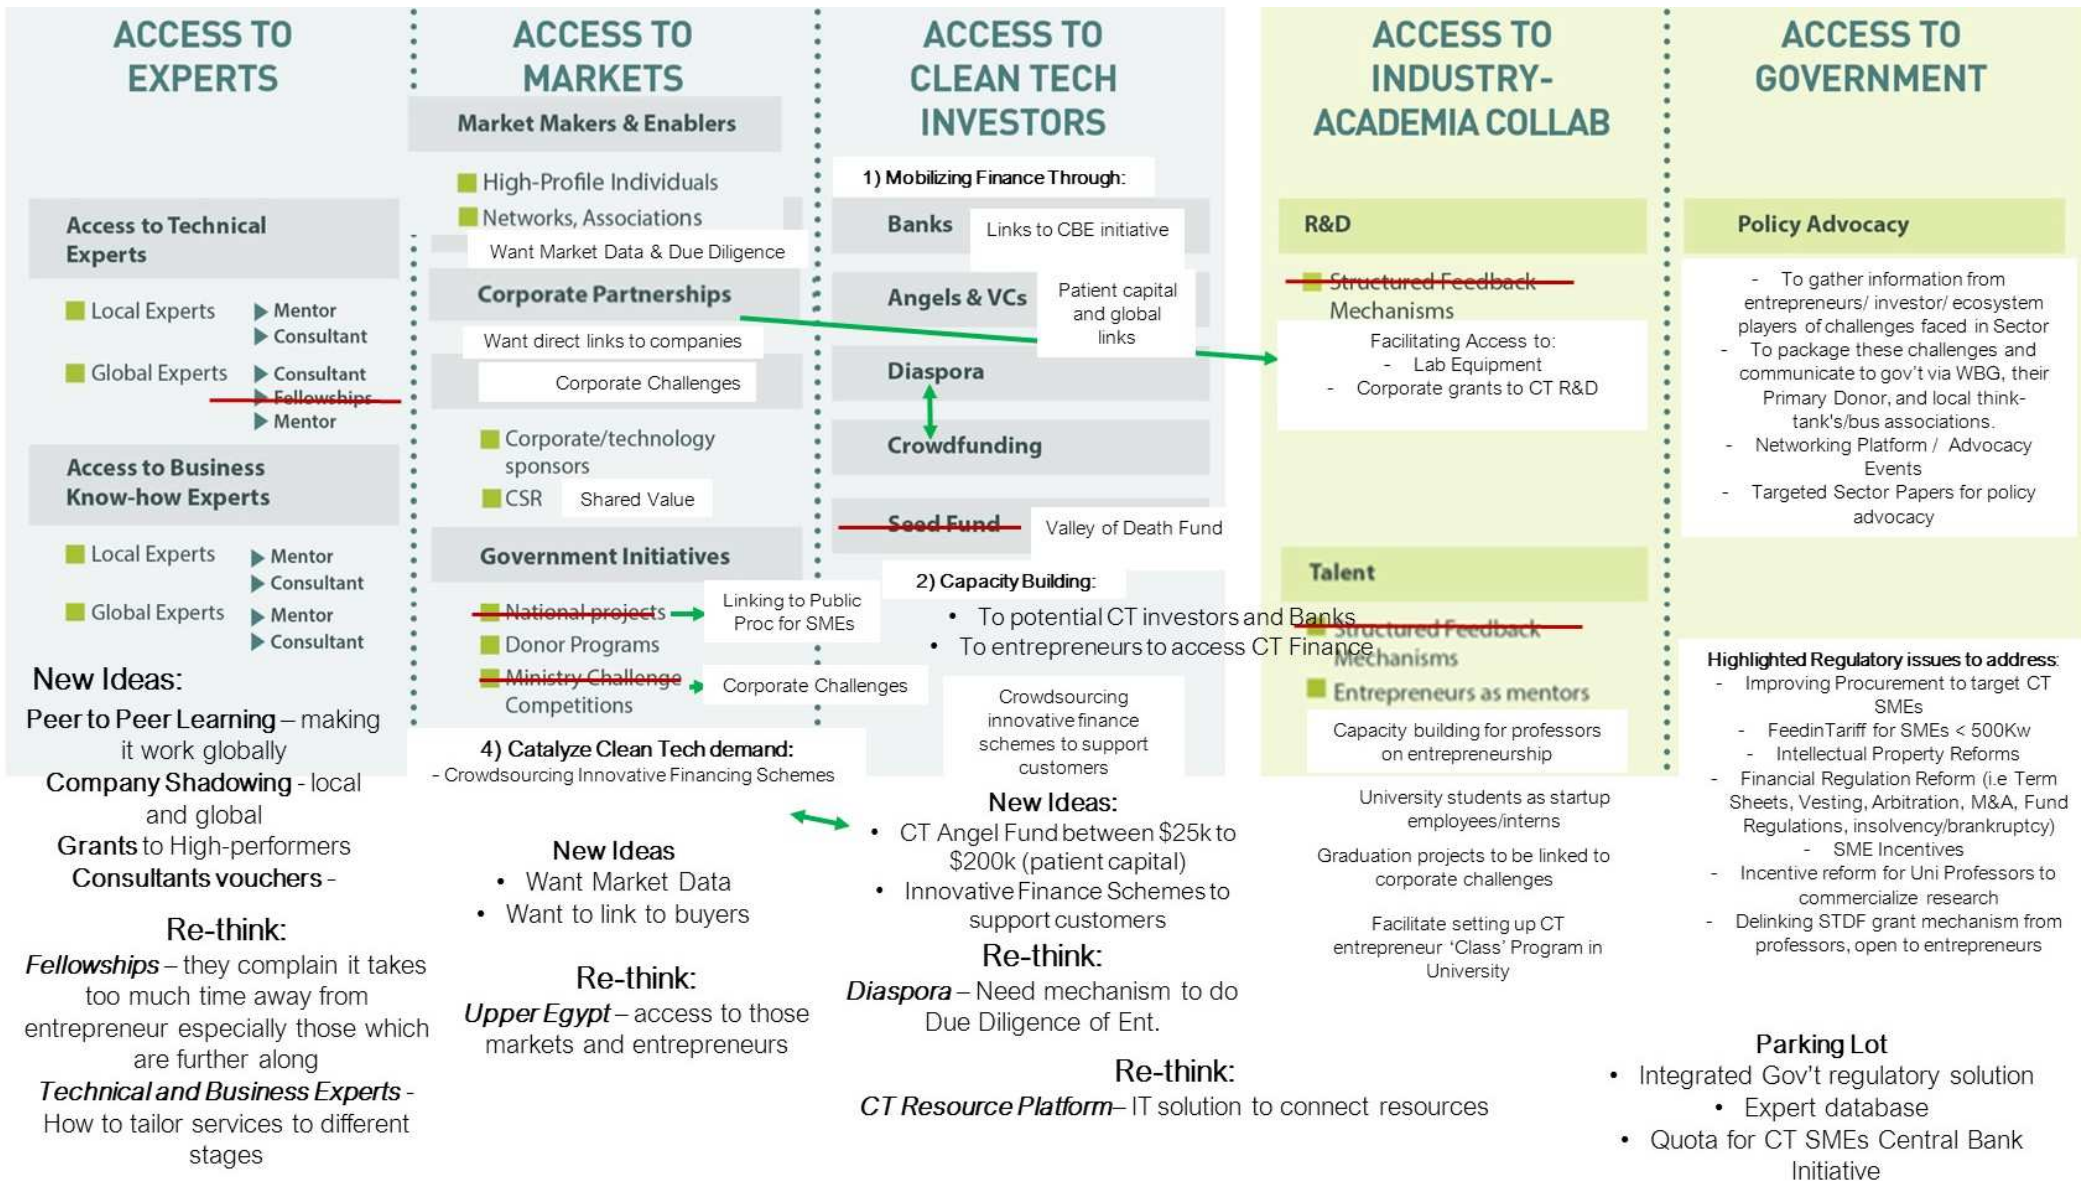 ACCESS TO
EXPERTS
Access to Technical
Experts
Local Experts
Mentor
Consultant
Global Experts
Consultant
Fellowships
Mentor
Access to Business
Know-how Experts
Local Experts
Mentor
Consultant
Global Experts
Mentor
Consultant
New Ideas:
Peer to Peer Learning – making
it work globally
Company Shadowing - local
and global
Grants to High-performers
Consultants vouchers -
Re-think:
Fellowships – they complain it takes
too much time away from
entrepreneur especially those which
are further along
Technical and Business Experts -
How to tailor services to different
stages
ACCESS TO
MARKETS
Market Makers & Enablers
High-Profile Individuals
Networks, Associations
Want Market Data & Due Diligence
Corporate Partnerships
Want direct links to companies
Corporate Challenges
Corporate/technology
sponsors
CSR
Shared Value
Government Initiatives
National projects
Linking to Public
Proc for SMEs
Donor Programs
Ministry Challenge
Competitions
Corporate Challenges
4) Catalyze Clean Tech demand:
- Crowdsourcing Innovative Financing Schemes
New Ideas
• Want Market Data
• Want to link to buyers
Re-think:
Upper Egypt – access to those
markets and entrepreneurs
ACCESS TO
CLEAN TECH
INVESTORS
1) Mobilizing Finance Through:
Banks
Links to CBE initiative
Angels & VCs
Patient capital
and global
links
Diaspora
Crowdfunding
Seed Fund
Valley of Death Fund
2) Capacity Building:
• To potential CT investors and Banks
• To entrepreneurs to access CT Finance
Crowdsourcing
innovative finance
schemes to support
customers
New Ideas:
• CT Angel Fund between $25k to
$200k (patient capital)
• Innovative Finance Schemes to
support customers
Re-think:
Diaspora – Need mechanism to do
Due Diligence of Ent.
Re-think:
CT Resource Platform– IT solution to connect resources
ACCESS TO
INDUSTRY-
ACADEMIA COLLAB
R&D
Structured Feedback
Mechanisms
Facilitating Access to:
- Lab Equipment
- Corporate grants to CT R&D
Talent
Structured Feedback
Mechanisms
Entrepreneurs as mentors
Capacity building for professors
on entrepreneurship
University students as startup
employees/interns
Graduation projects to be linked to
corporate challenges
Facilitate setting up CT
entrepreneur ‘Class’ Program in
University
ACCESS TO
GOVERNMENT
Policy Advocacy
- To gather information from
entrepreneurs/ investor/ ecosystem
players of challenges faced in Sector
- To package these challenges and
communicate to gov’t via WBG, their
Primary Donor, and local think-
tank's/bus associations.
- Networking Platform / Advocacy
Events
- Targeted Sector Papers for policy
advocacy
Highlighted Regulatory issues to address:
- Improving Procurement to target CT
SMEs
- FeedinTariff for SMEs < 500Kw
- Intellectual Property Reforms
- Financial Regulation Reform (i.e Term
Sheets, Vesting, Arbitration, M&A, Fund
Regulations, insolvency/brankruptcy)
- SME Incentives
- Incentive reform for Uni Professors to
commercialize research
- Delinking STDF grant mechanism from
professors, open to entrepreneurs
Parking Lot
• Integrated Gov’t regulatory solution
• Expert database
• Quota for CT SMEs Central Bank
Initiative